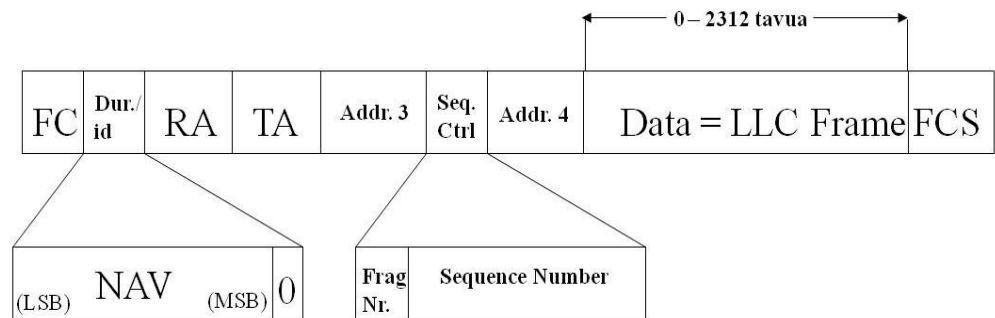 0 – 2312 tavua
FC
Dur./
id
RA
TA
Addr. 3
Seq.
Ctrl
Addr. 4
Data = LLC Frame
FCS
(LSB) NAV (MSB) 0
Frag
Nr.
Sequence Number